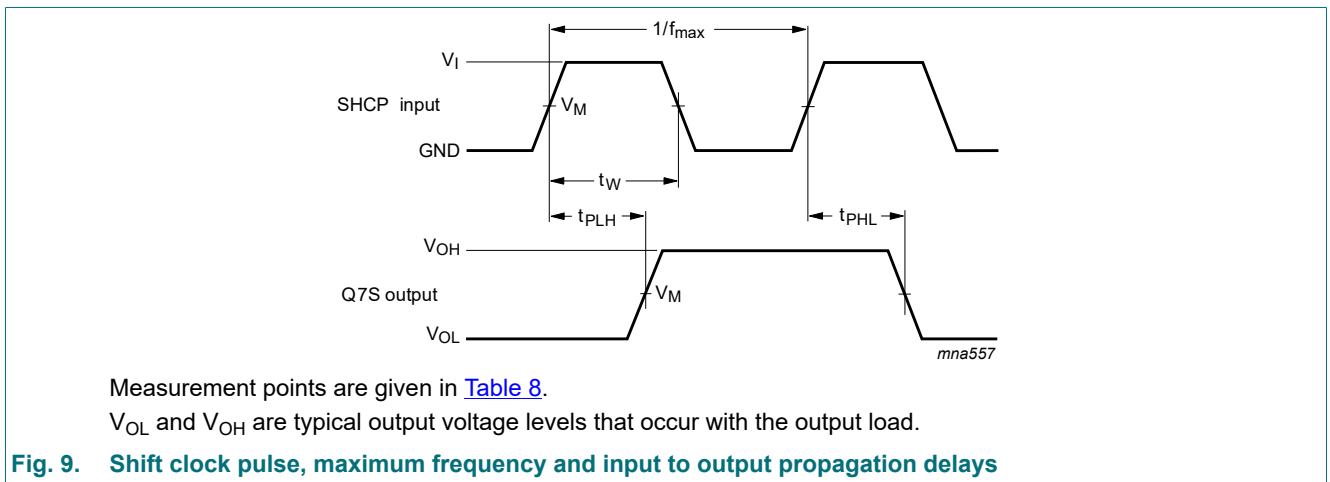 1/fmax
VI
SHCP input
VM
GND
tW
tPLH
tPHL
VOH
Q7S output
VM
VOL
mna557
Measurement points are given in Table 8.
VOL and VOH are typical output voltage levels that occur with the output load.
Fig. 9. Shift clock pulse, maximum frequency and input to output propagation delays